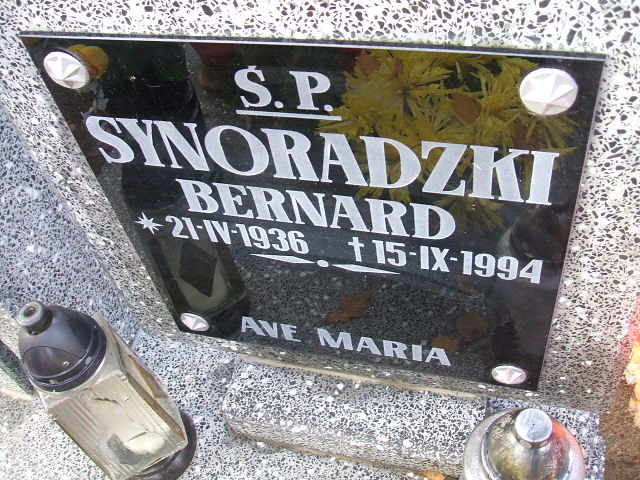 Ś.P.
SYNORADZKI
BERNARD
21-IV-1936 †15-IX-1994
AVE MARIA